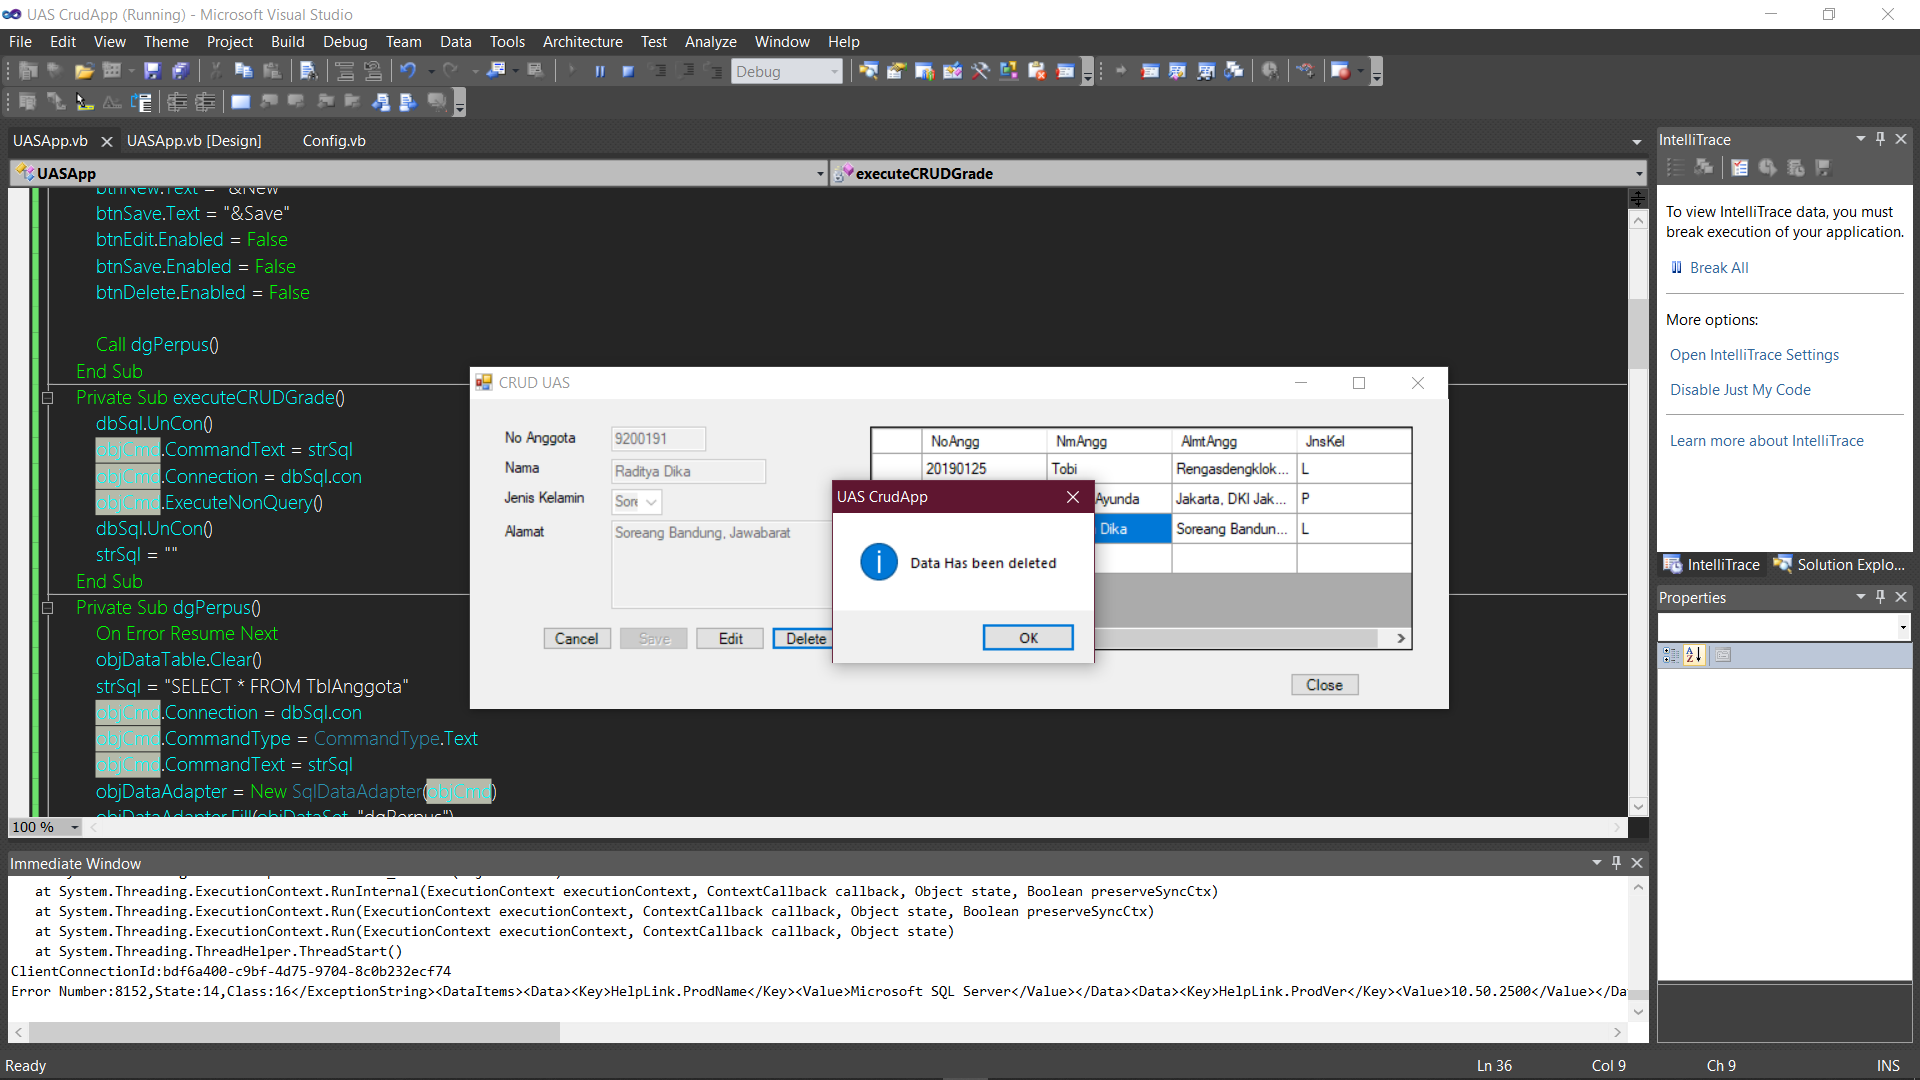 UAS CrudApp (Running) - Microsoft Visual Studio
File Edit View Theme Project Build Debug Team Data Tools Architecture Test Analyze Window Help
Debug
UASApp.vb UASApp.vb [Design] Config.vb
UASApp executeCRUDGrade
btnNew.Text = "&New"
btnSave.Text = "&Save"
btnEdit.Enabled = False
btnSave.Enabled = False
btnDelete.Enabled = False
Call dgPerpus()
End Sub
Private Sub executeCRUDGrade()
dbSql.UnCon()
objCmd.CommandText = strSql
objCmd.Connection = dbSql.con
objCmd.ExecuteNonQuery()
dbSql.UnCon()
strSql = ""
End Sub
Private Sub dgPerpus()
On Error Resume Next
objDataTable.Clear()
strSql = "SELECT * FROM TblAnggota"
objCmd.Connection = dbSql.con
objCmd.CommandType = CommandType.Text
objCmd.CommandText = strSql
objDataAdapter = New SqlDataAdapter(objCmd)
objDataAdapter.Fill(objDataSet, "dgPerpus")
100 %
CRUD UAS
No Anggota 9200191
Nama Raditya Dika
Jenis Kelamin Sore
Alamat Soreang Bandung, Jawabarat
Cancel Save Edit Delete
NoAngg NmAngg AlmtAngg JnsKel
20190125 Tobi Rengasdengklok... L
Ayunda Jakarta, DKI Jak... P
Dika Soreang Bandun... L
Close
UAS CrudApp
Data Has been deleted
OK
IntelliTrace
To view IntelliTrace data, you must
break execution of your application.
Break All
More options:
Open IntelliTrace Settings
Disable Just My Code
Learn more about IntelliTrace
IntelliTrace Solution Explo...
Properties
Immediate Window
at System.Threading.ExecutionContext.RunInternal(ExecutionContext executionContext, ContextCallback callback, Object state, Boolean preserveSyncCtx)
at System.Threading.ExecutionContext.Run(ExecutionContext executionContext, ContextCallback callback, Object state, Boolean preserveSyncCtx)
at System.Threading.ExecutionContext.Run(ExecutionContext executionContext, ContextCallback callback, Object state)
at System.Threading.ThreadHelper.ThreadStart()
ClientConnectionId:bdf6a400-c9bf-4d75-9704-8c0b232ecf74
Error Number:8152,State:14,Class:16</ExceptionString><DataItems><Data><Key>HelpLink.ProdName</Key><Value>Microsoft SQL Server</Value></Data><Data><Key>HelpLink.ProdVer</Key><Value>10.50.2500</Value></Da
Ready Ln 36 Col 9 Ch 9 INS